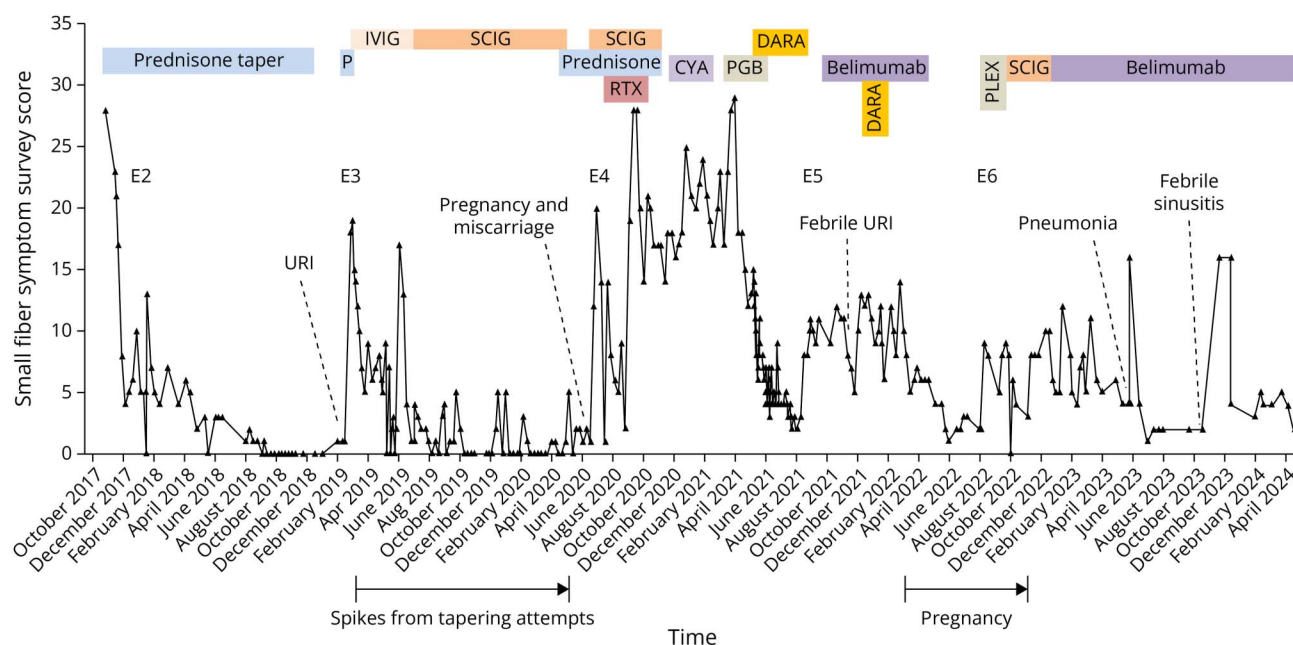 Small fiber symptom survey score
35
30
25
20
15
10
5
0
Prednisone taper
P
IVIG
SCIG
Prednisone
SCIG
RTX
CYA
PGB
DARA
Belimumab
DARA
PLEX
SCIG
Belimumab
E2
E3
E4
E5
E6
URI
Pregnancy and
miscarriage
Febrile URI
Pneumonia
Febrile
sinusitis
October 2017
December 2017
February 2018
April 2018
June 2018
August 2018
October 2018
December 2018
February 2019
Apr 2019
June 2019
Aug 2019
October 2019
December 2019
February 2020
April 2020
June 2020
August 2020
October 2020
December 2020
February 2021
April 2021
June 2021
August 2021
October 2021
December 2021
February 2022
April 2022
June 2022
August 2022
October 2022
December 2022
February 2023
April 2023
June 2023
August 2023
October 2023
December 2023
February 2024
April 2024
Spikes from tapering attempts
Pregnancy
Time